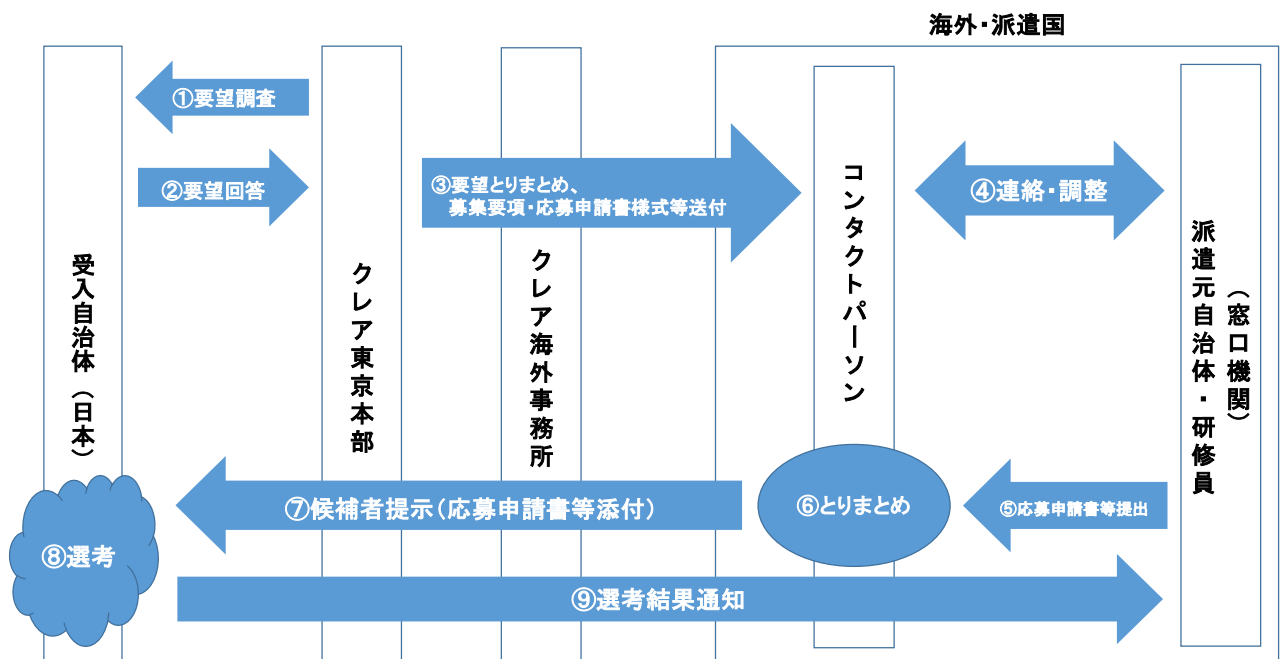 海外・派遣国
①要望調査
②要望回答
③要望とりまとめ、
募集要項・応募申請書様式等送付
④連絡・調整
受入自治体（日本）
クレア東京本部
クレア海外事務所
コンタクトパーソン
派遣元自治体・研修員
（窓口機関）
⑤応募申請書等提出
⑥とりまとめ
⑦候補者提示（応募申請書等添付）
⑧選考
⑨選考結果通知